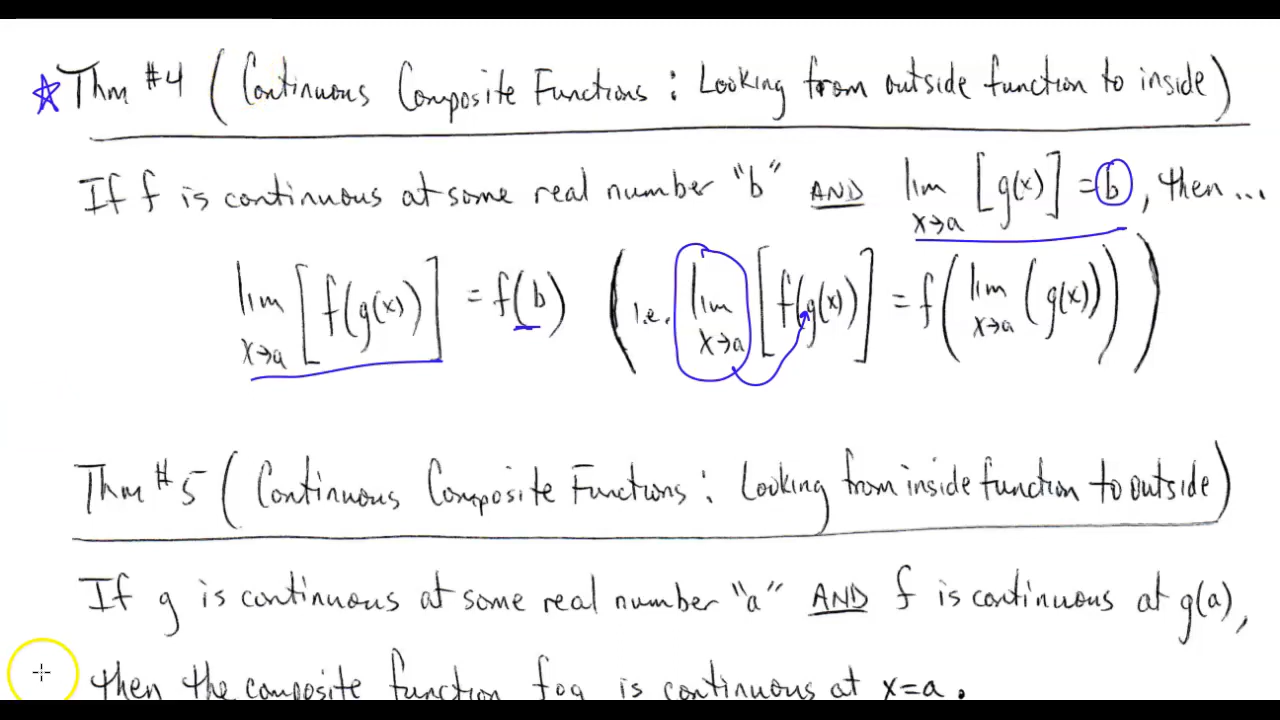 ☆ Thm #4 (Continuous Composite Functions: Looking from outside function to inside)
If f is continuous at some real number "b" AND lim x→a [g(x)] = b, then...
lim x→a [f(g(x))] = f(b) (i.e. lim x→a [f(g(x))] = f(lim x→a (g(x))))
Thm #5 (Continuous Composite Functions: Looking from inside function to outside)
If g is continuous at some real number "a" AND f is continuous at g(a),
then the composite function fog is continuous at x=a.